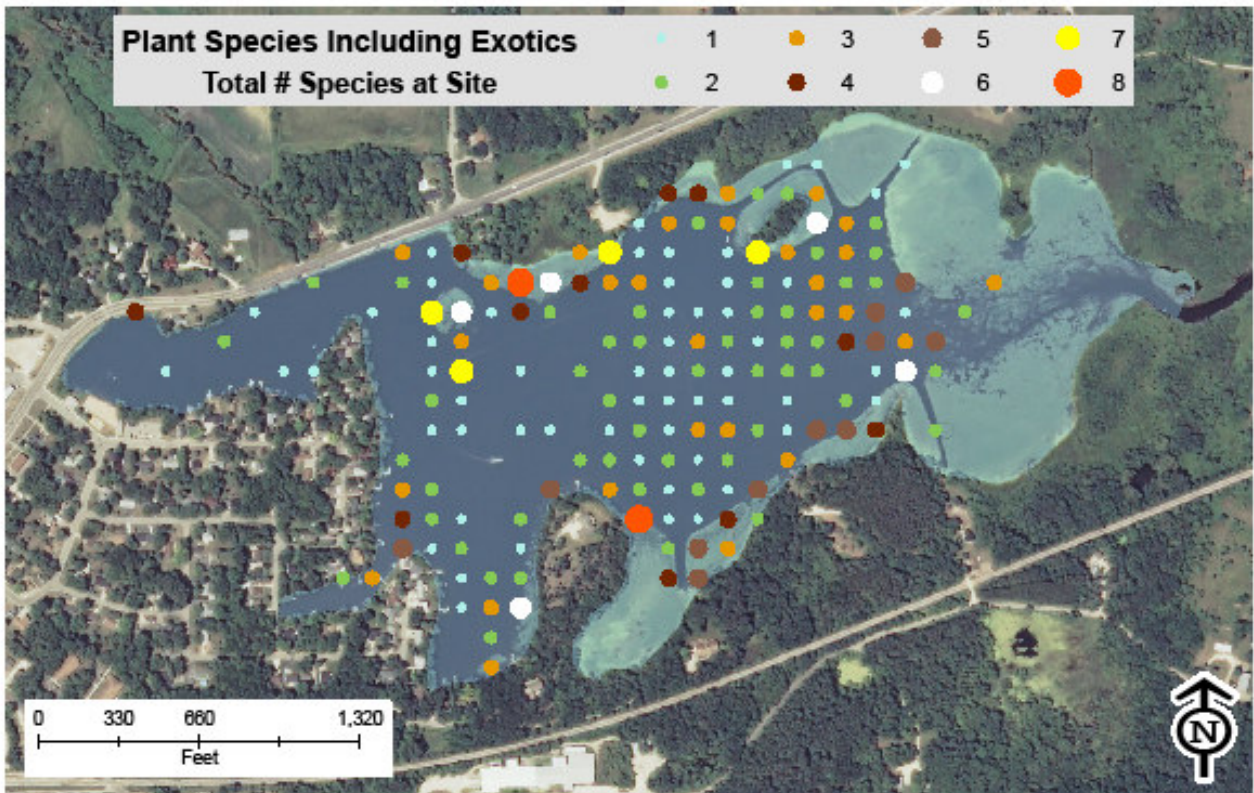 Plant Species Including Exotics
Total # Species at Site
1 3 5 7
2 4 6 8
0 330 660 1,320
Feet
N